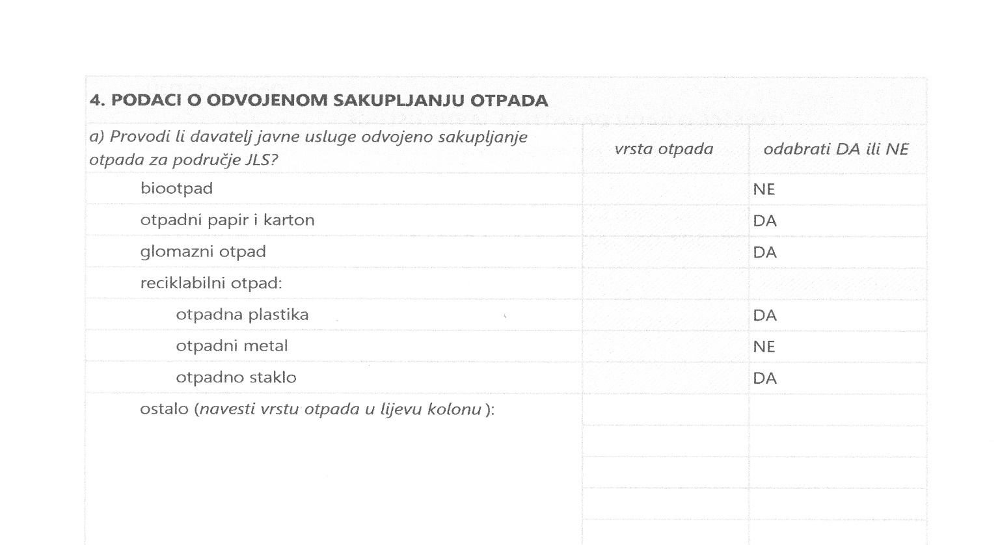 4. PODACI O ODVOJENOM SAKUPLJANJU OTPADA
a) Provodi li davatelj javne usluge odvojeno sakupljanje
otpada za područje JLS?
vrsta otpada
odabrati DA ili NE
biootpad NE
otpadni papir i karton DA
glomazni otpad DA
reciklabilni otpad:
otpadna plastika DA
otpadni metal NE
otpadno staklo DA
ostalo (navesti vrstu otpada u lijevu kolonu ):